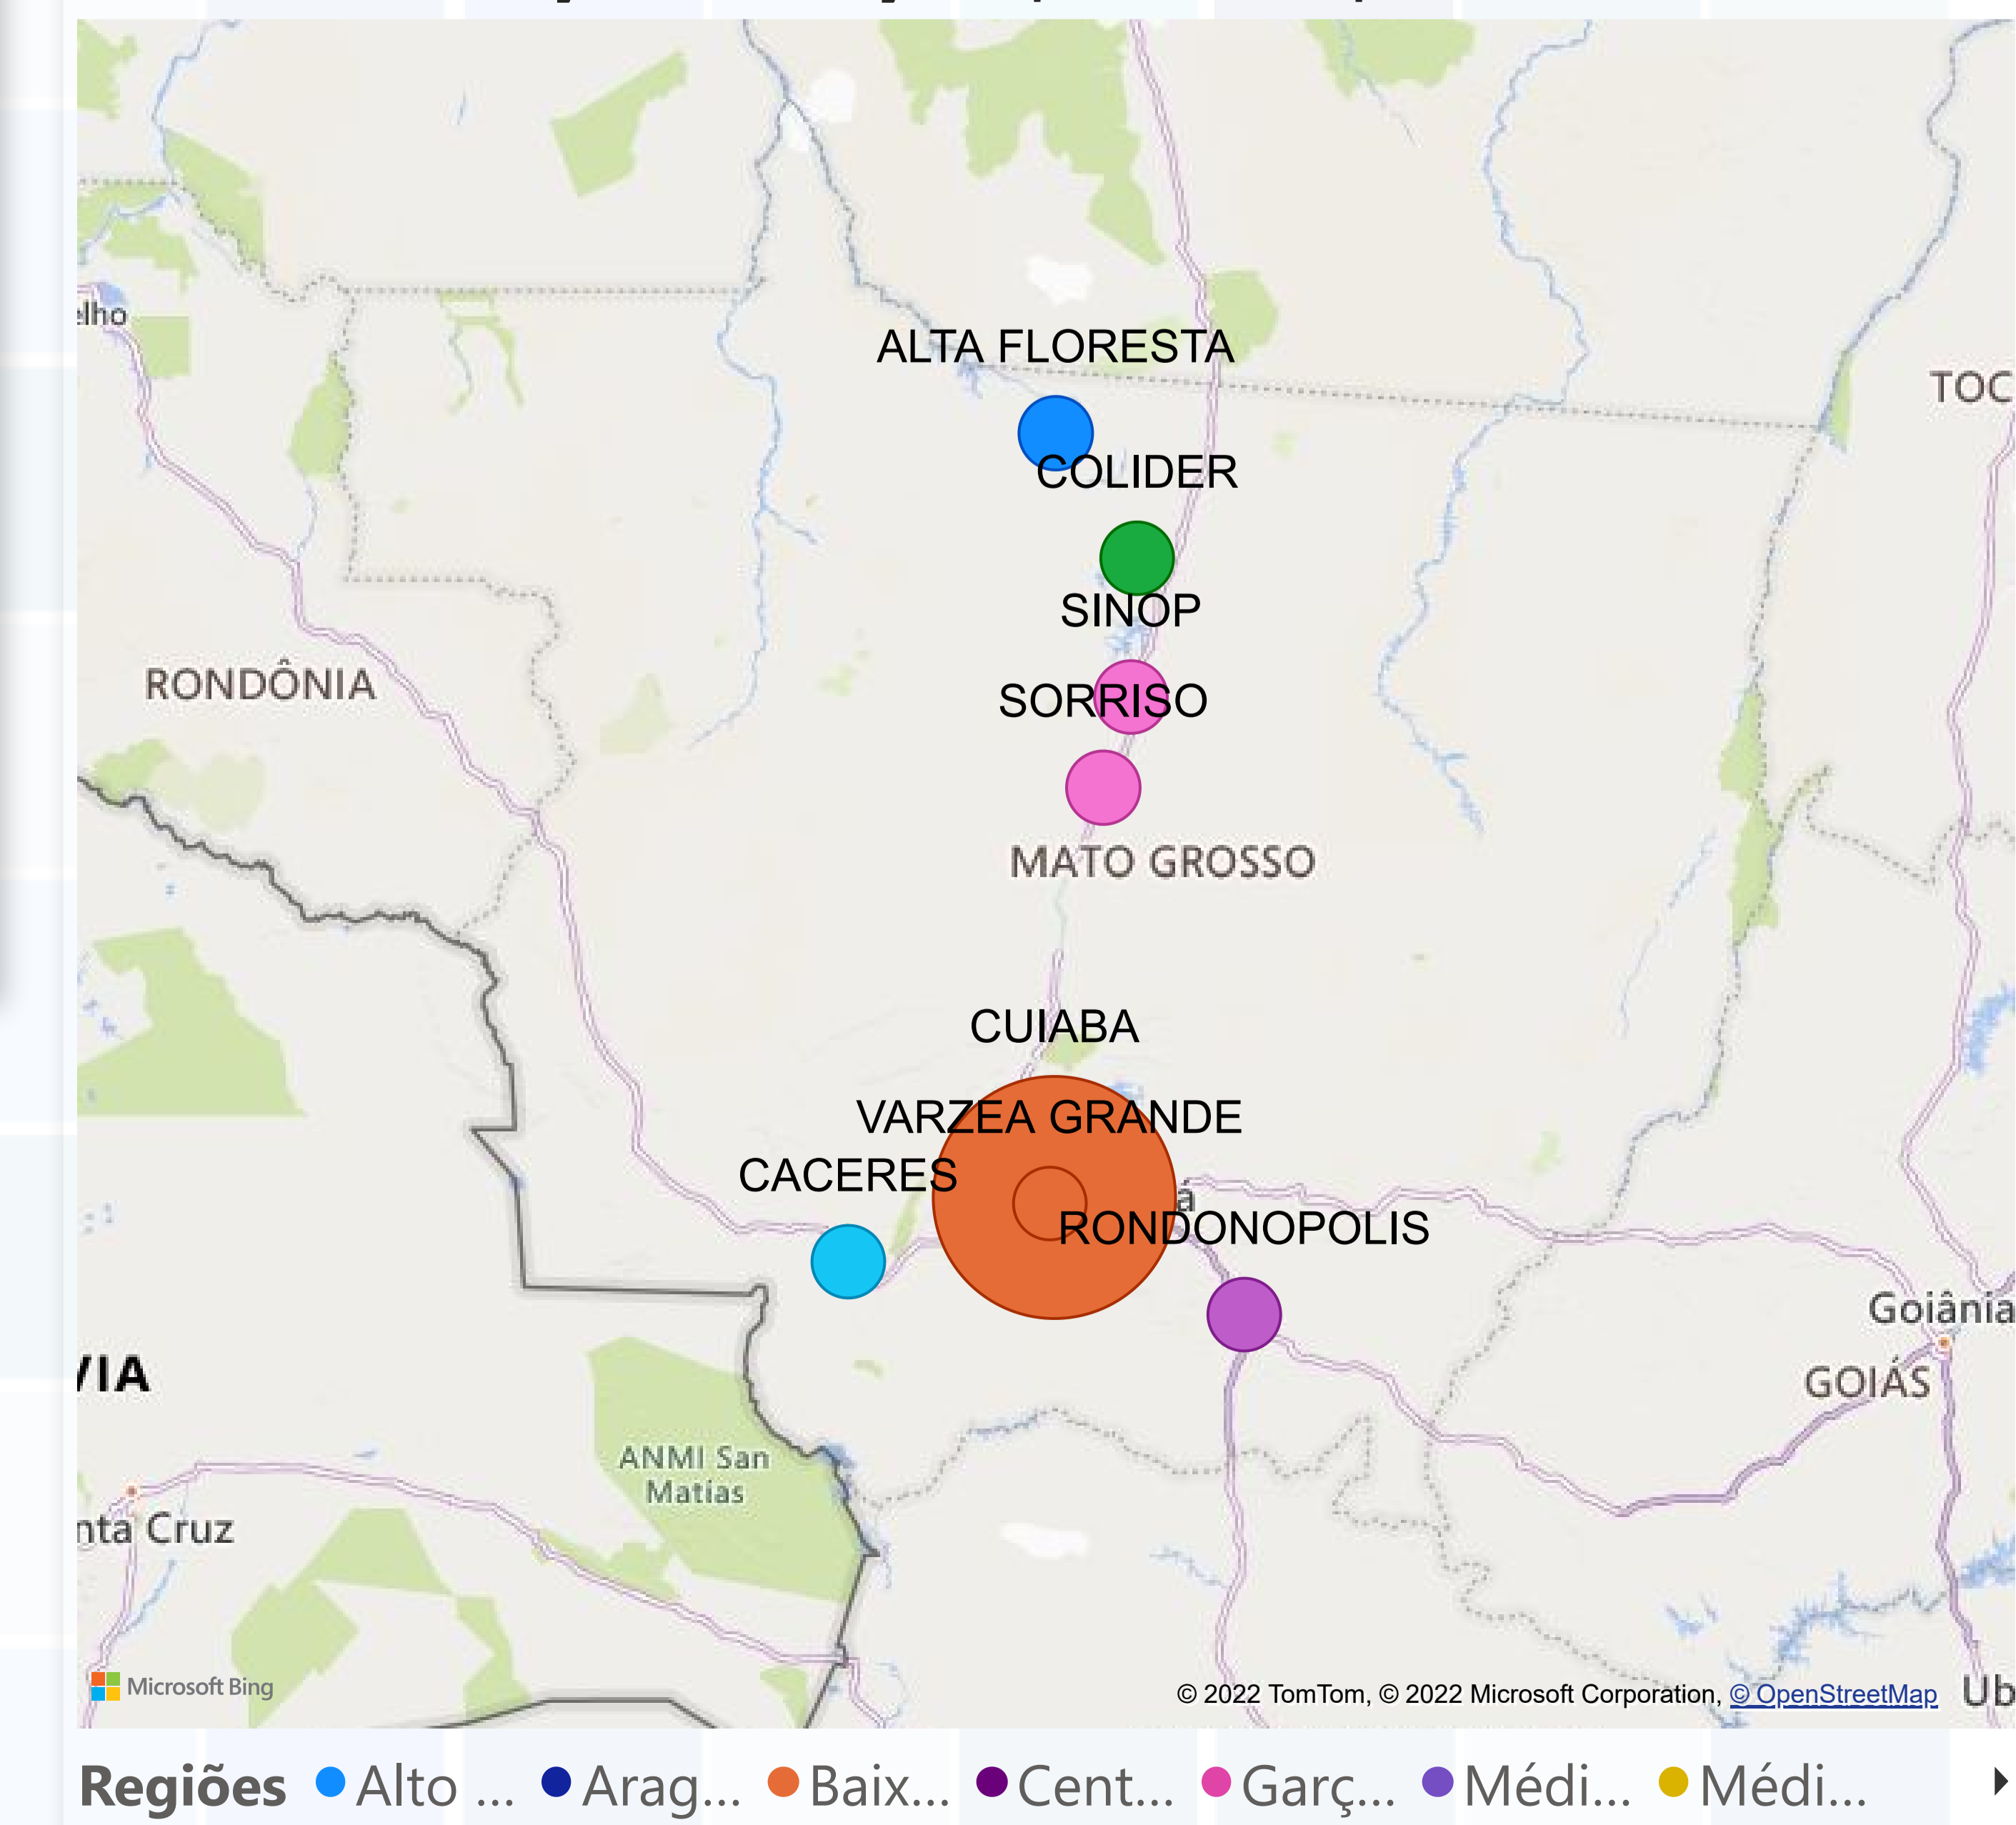 elho
ALTA FLORESTA
TOC
COLIDER
SINOP
RONDÔNIA
SORRISO
MATO GROSSO
CUIABA
VARZEA GRANDE
CACERES
á
RONDONOPOLIS
Goiânia
VIA
GOIÁS
ANMI San
Matias
nta Cruz
Microsoft Bing
© 2022 TomTom, © 2022 Microsoft Corporation, © OpenStreetMap
Ub
Regiões Alto ... Arag... Baix... Cent... Garç... Médi... Médi...